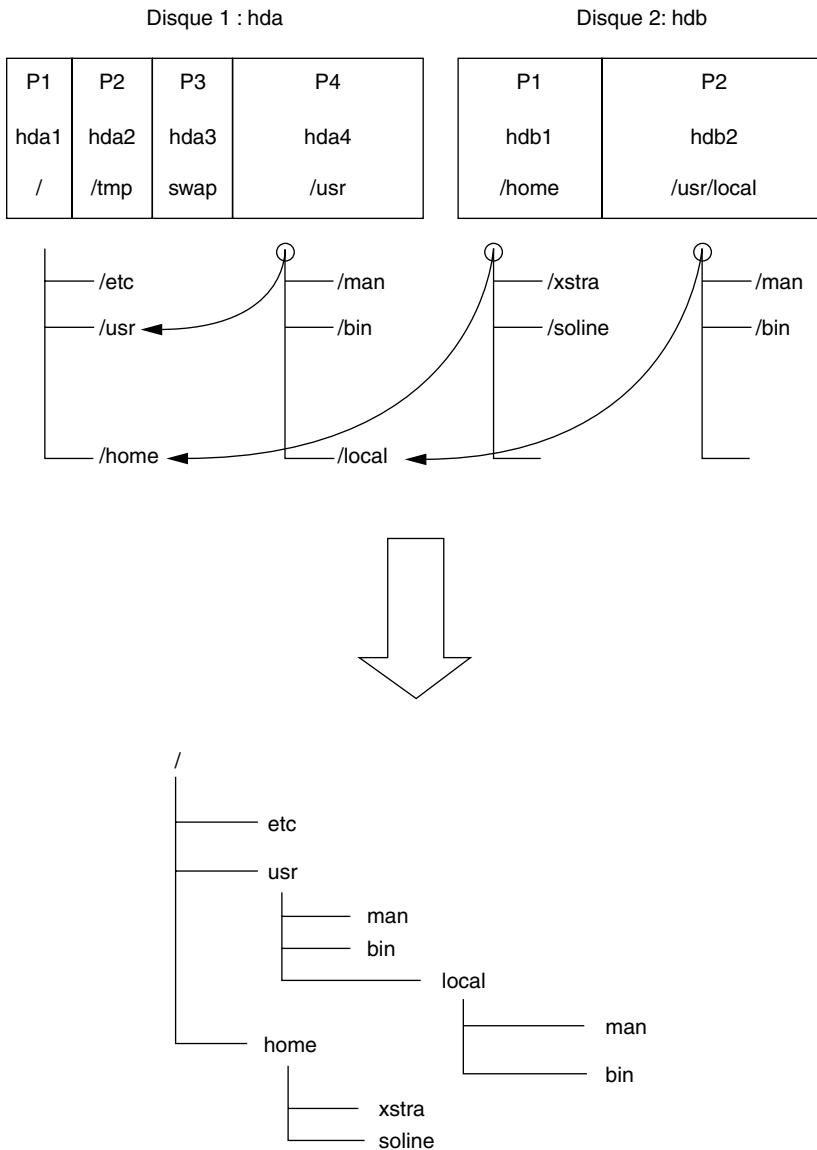 Disque 1 : hda
Disque 2: hdb
P1 P2 P3 P4 P1 P2
hda1 hda2 hda3 hda4 hdb1 hdb2
/ /tmp swap /usr /home /usr/local
/etc /man /xstra /man
/usr /bin /soline /bin
/home /local
/
etc
usr
man
bin
local
man
home
bin
xstra
soline